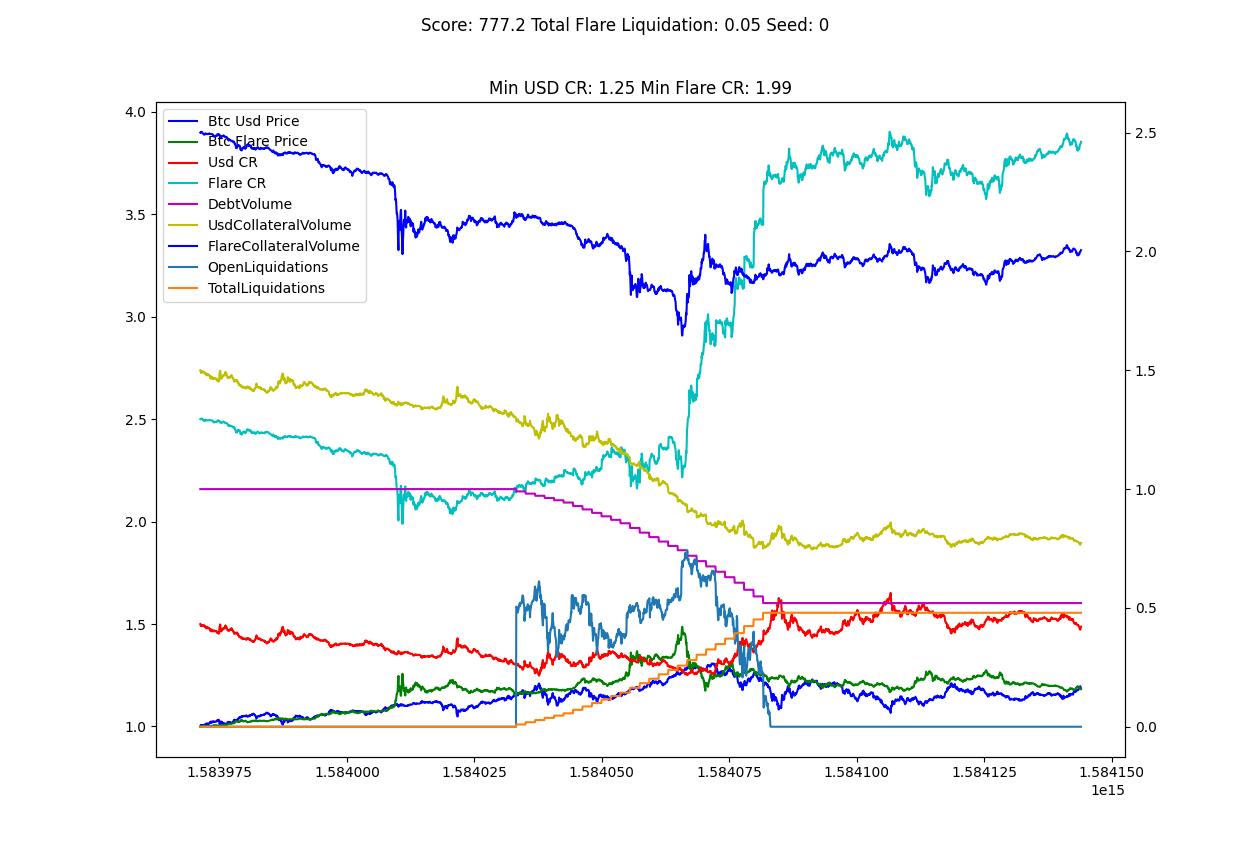 Score: 777.2 Total Flare Liquidation: 0.05 Seed: 0
Min USD CR: 1.25 Min Flare CR: 1.99
Btc Usd Price
Btc Flare Price
Usd CR
Flare CR
DebtVolume
UsdCollateralVolume
FlareCollateralVolume
OpenLiquidations
TotalLiquidations
4.0
3.5
3.0
2.5
2.0
1.5
1.0
2.5
2.0
1.5
1.0
0.5
0.0
1.583975 1.584000 1.584025 1.584050 1.584075 1.584100 1.584125 1.584150
1e15